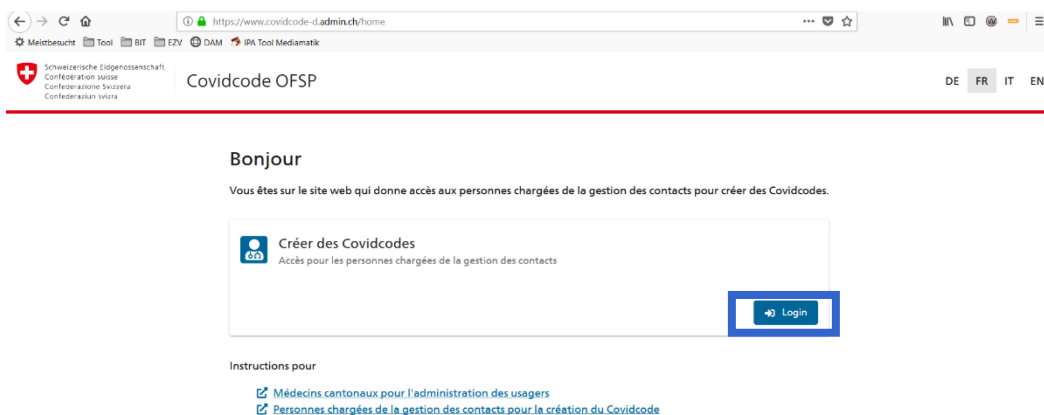 https://www.covidcode-d.admin.ch/home
Meistbesucht Tool BIT EZV DAM IPA Tool Mediamatik
Schweizerische Eidgenossenschaft
Confédération suisse
Confederazione Svizzera
Confederaziun svizra
Covidcode OFSP
DE FR IT EN
Bonjour
Vous êtes sur le site web qui donne accès aux personnes chargées de la gestion des contacts pour créer des Covidcodes.
Créer des Covidcodes
Accès pour les personnes chargées de la gestion des contacts
Login
Instructions pour
Médecins cantonaux pour l'administration des usagers
Personnes chargées de la gestion des contacts pour la création du Covidcode